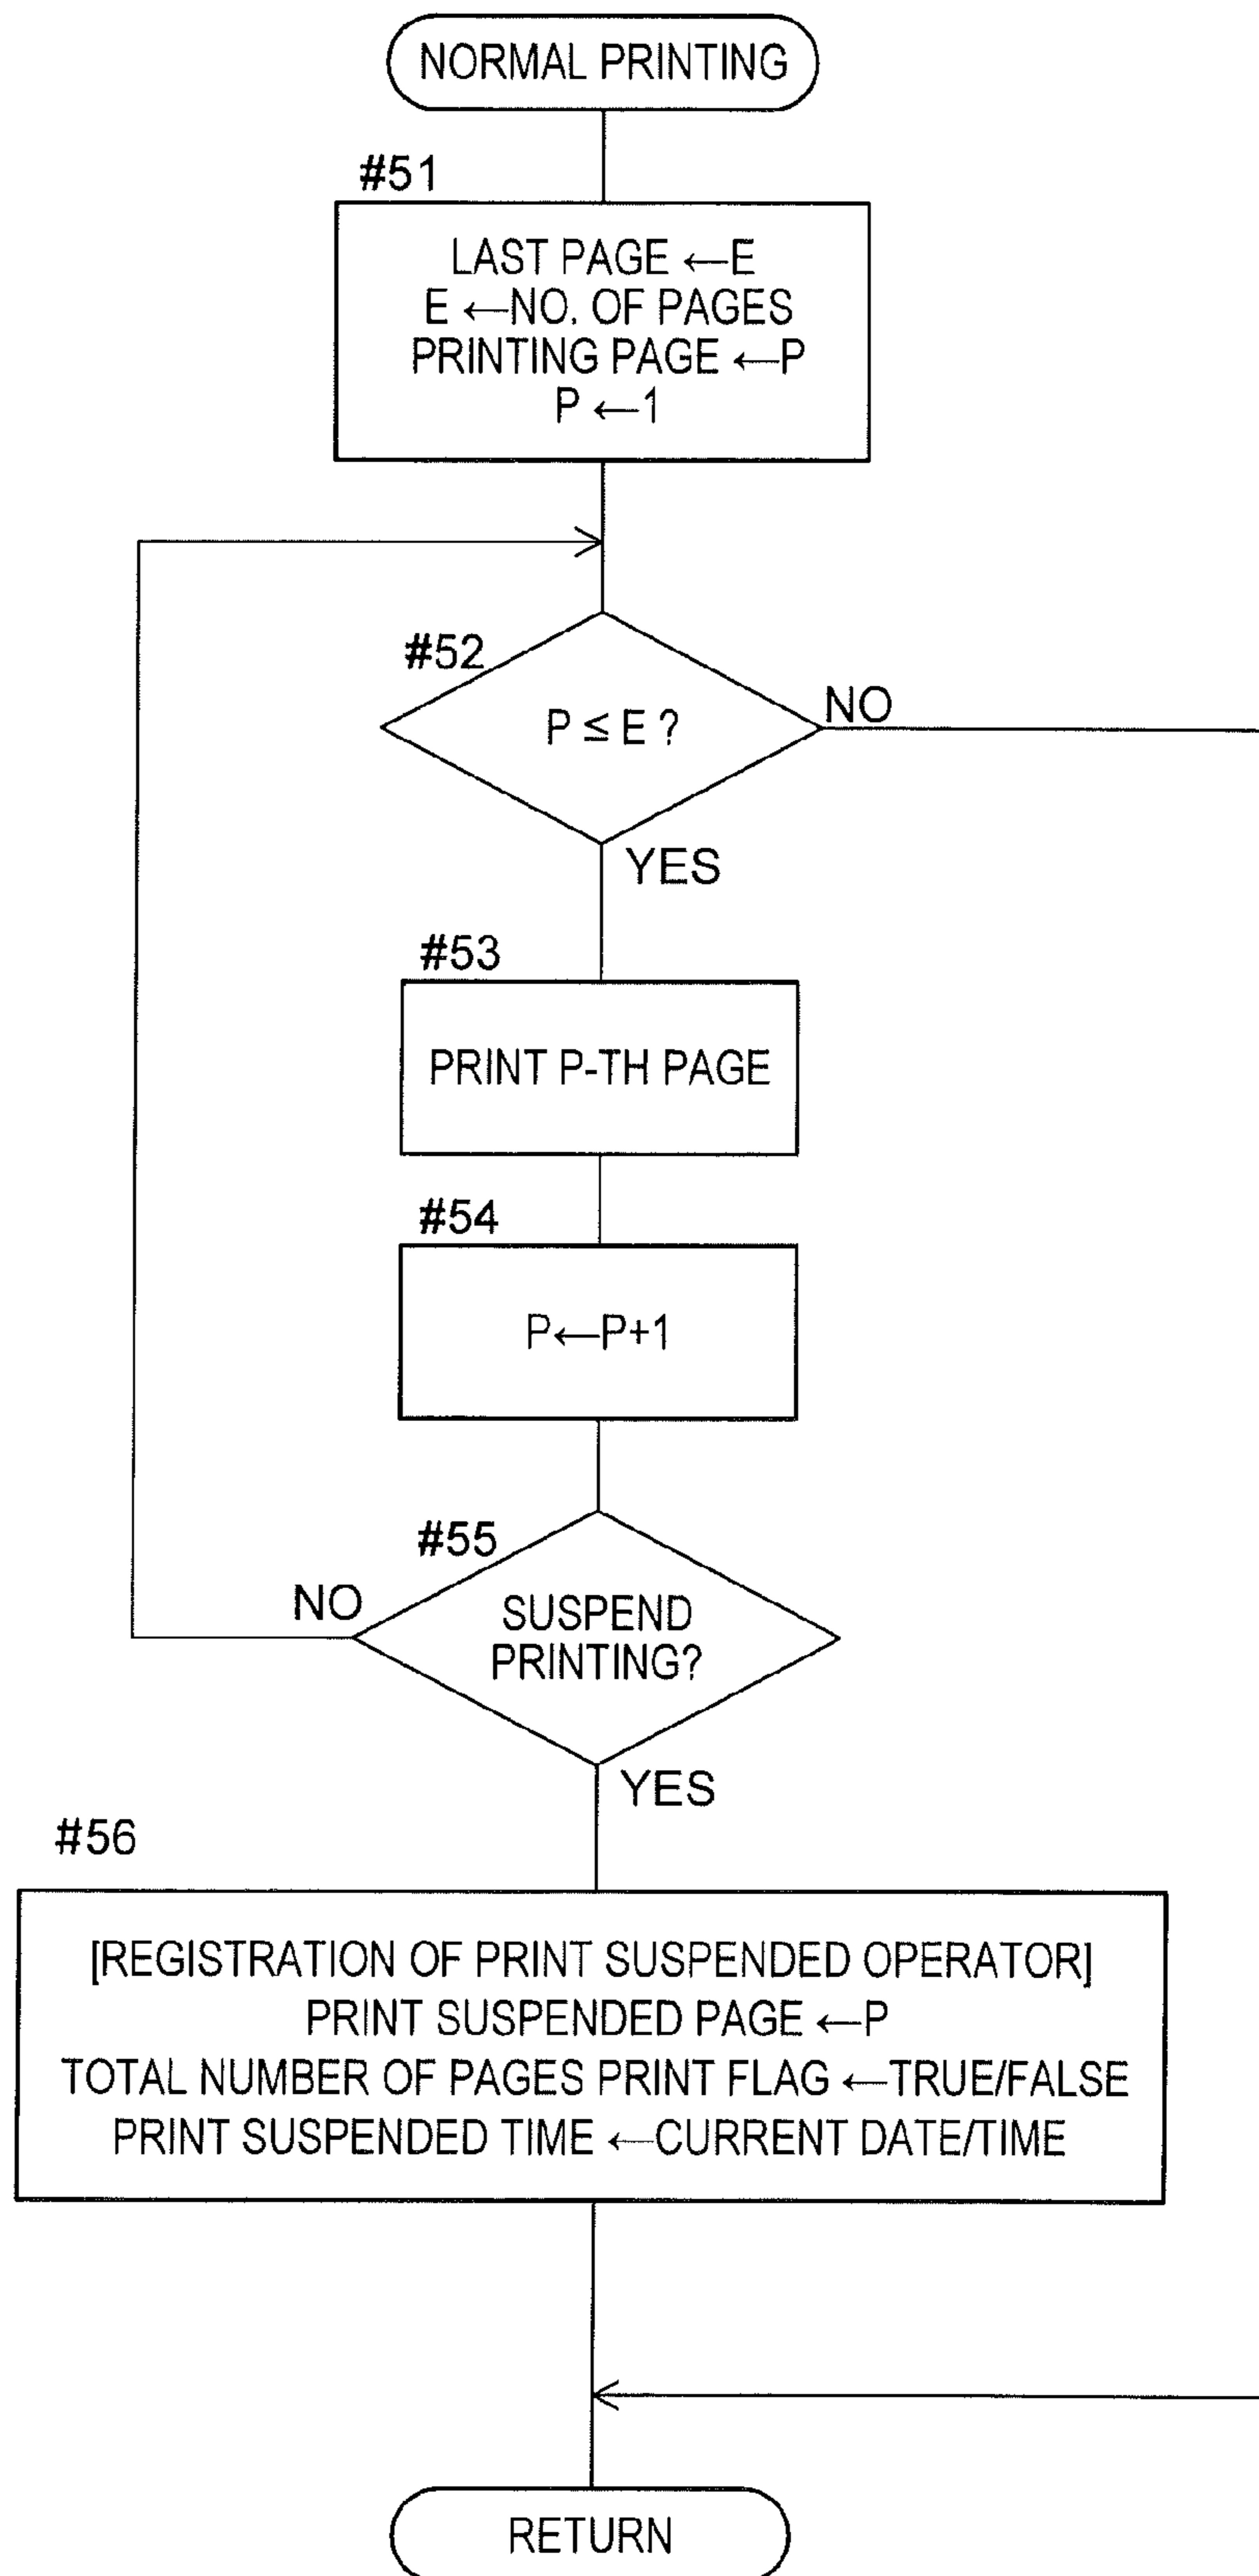 NORMAL PRINTING
#51
LAST PAGE ←E
E ←NO. OF PAGES
PRINTING PAGE ←P
P ←1
#52
P ≤ E ?
NO
YES
#53
PRINT P-TH PAGE
#54
P←P+1
#55
NO
SUSPEND
PRINTING?
YES
#56
[REGISTRATION OF PRINT SUSPENDED OPERATOR]
PRINT SUSPENDED PAGE ←P
TOTAL NUMBER OF PAGES PRINT FLAG ←TRUE/FALSE
PRINT SUSPENDED TIME ←CURRENT DATE/TIME
RETURN